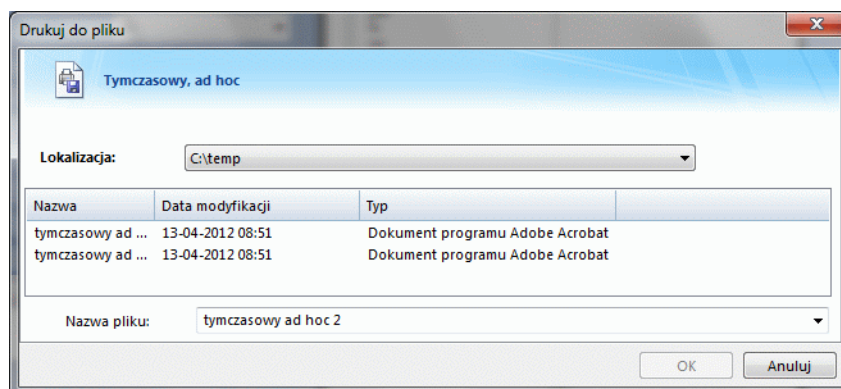 Drukuj do pliku
Tymczasowy, ad hoc
Lokalizacja: C:\temp
Nazwa Data modyfikacji Typ
tymczasowy ad ... 13-04-2012 08:51 Dokument programu Adobe Acrobat
tymczasowy ad ... 13-04-2012 08:51 Dokument programu Adobe Acrobat
Nazwa pliku: tymczasowy ad hoc 2
OK Anuluj